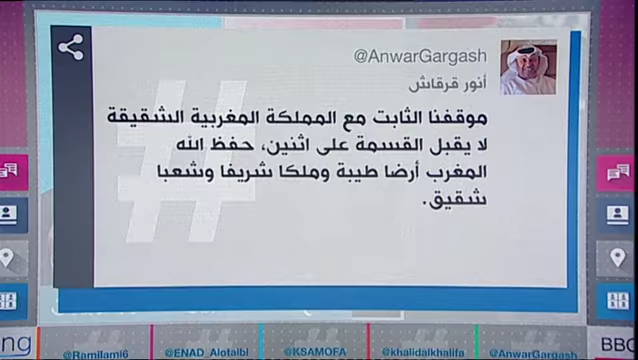 @AnwarGargash
أنور قرقاش
موقفنا الثابت مع المملكة المغربية الشقيقة
لا يقبل القسمة على اثنين، حفظ الله
المغرب أرضا طيبة وملكا شريفا وشعبا
شقيق.
#
ng
@Ramilami6
@ENAD_Alotaibi
@KSAMOFA
@khalidalkhalifa
@AnwarGargash
BBC